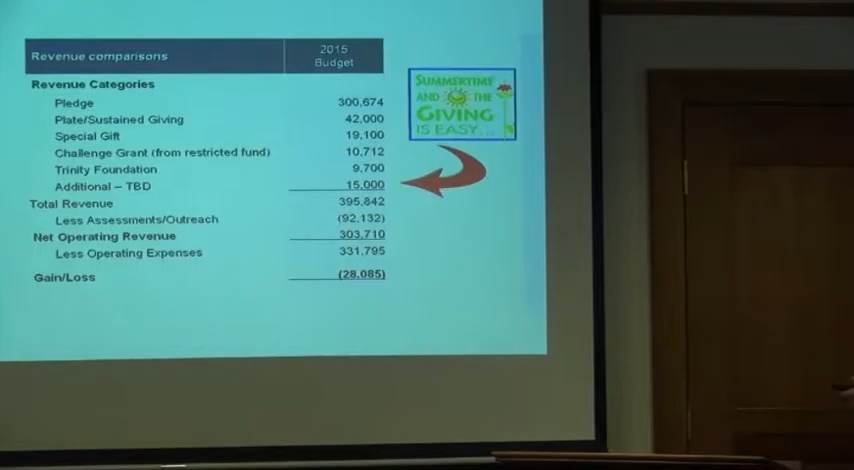 Revenue comparisons 2015 Budget
Revenue Categories
Pledge 300,674
Plate/Sustained Giving 42,000
Special Gift 19,100
Challenge Grant (from restricted fund) 10,712
Trinity Foundation 9,700
Additional – TBD 15,000
Total Revenue 395,842
Less Assessments/Outreach (92,132)
Net Operating Revenue 303,710
Less Operating Expenses 331,795
Gain/Loss (28,085)
SUMMERTIME
AND THE
GIVING
IS EASY...